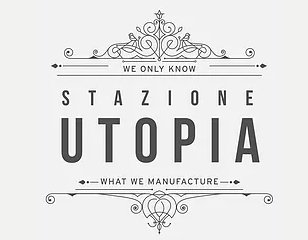 WE ONLY KNOW
STAZIONE
UTOPIA
WHAT WE MANUFACTURE